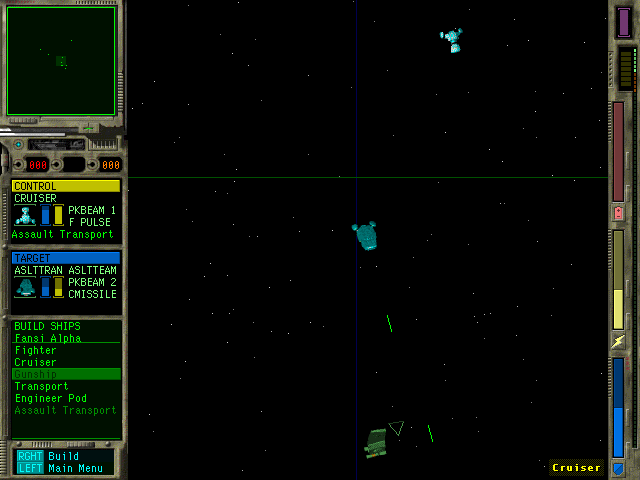 000 000
CONTROL
CRUISER
PKBEAM 1
F PULSE
Assault Transport
TARGET
ASLTTRAN ASLTTEAM
PKBEAM 2
CMISSILE
BUILD SHIPS
Fansi Alpha
Fighter
Cruiser
Gunship
Transport
Engineer Pod
Assault Transport
RGHT Build
LEFT Main Menu
Cruiser